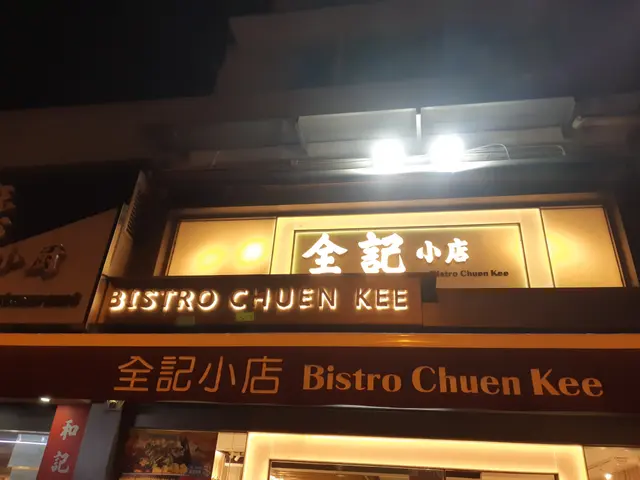 全記小店
Bistro Chuen Kee
BISTRO CHUEN KEE
全記小店 Bistro Chuen Kee
和記